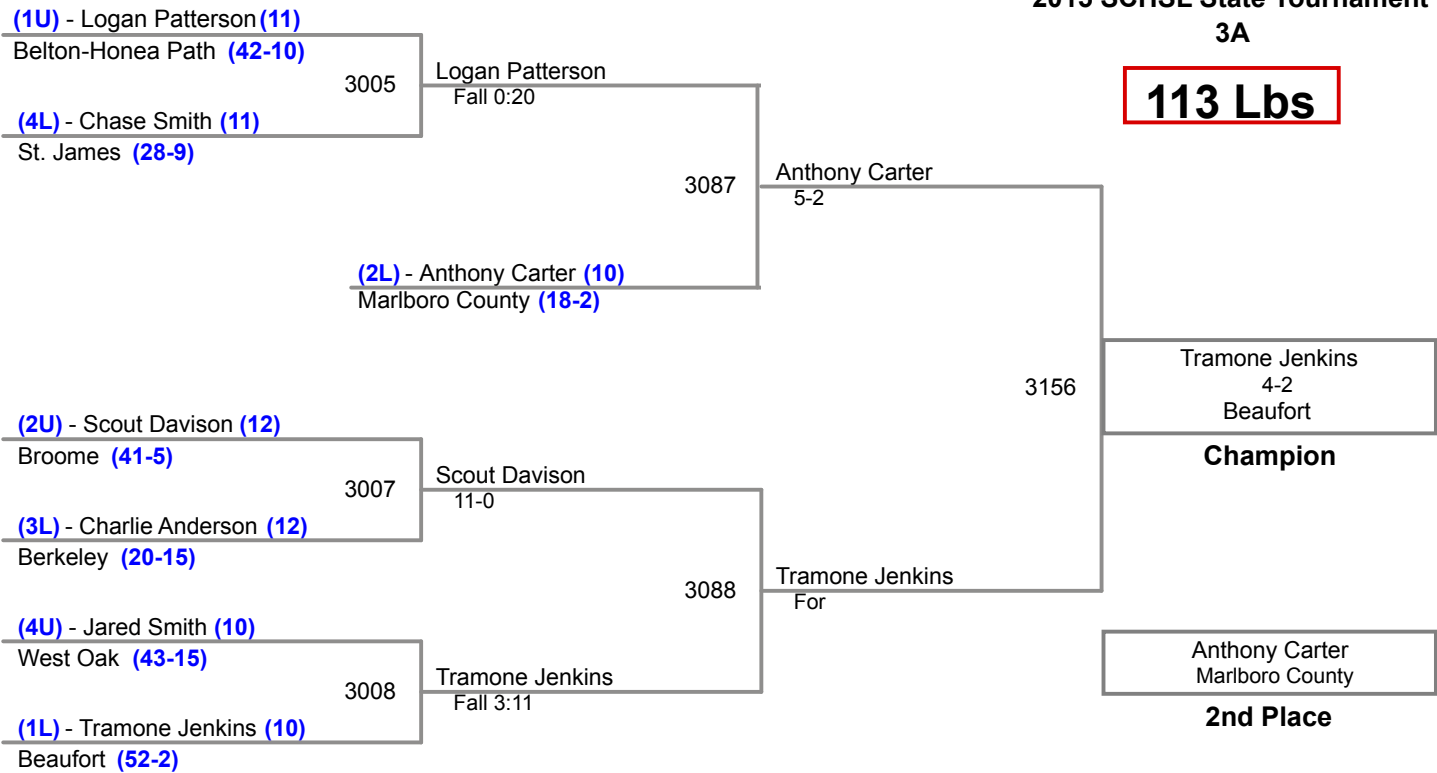 2015 SCHSL State Tournament
3A
113 Lbs
(1U) - Logan Patterson (11)
Belton-Honea Path (42-10)
3005
Logan Patterson
Fall 0:20
(4L) - Chase Smith (11)
St. James (28-9)
3087
Anthony Carter
5-2
(2L) - Anthony Carter (10)
Marlboro County (18-2)
3156
Tramone Jenkins
4-2
Beaufort
Champion
(2U) - Scout Davison (12)
Broome (41-5)
3007
Scout Davison
11-0
(3L) - Charlie Anderson (12)
Berkeley (20-15)
3088
Tramone Jenkins
For
(4U) - Jared Smith (10)
West Oak (43-15)
3008
Tramone Jenkins
Fall 3:11
(1L) - Tramone Jenkins (10)
Beaufort (52-2)
Anthony Carter
Marlboro County
2nd Place